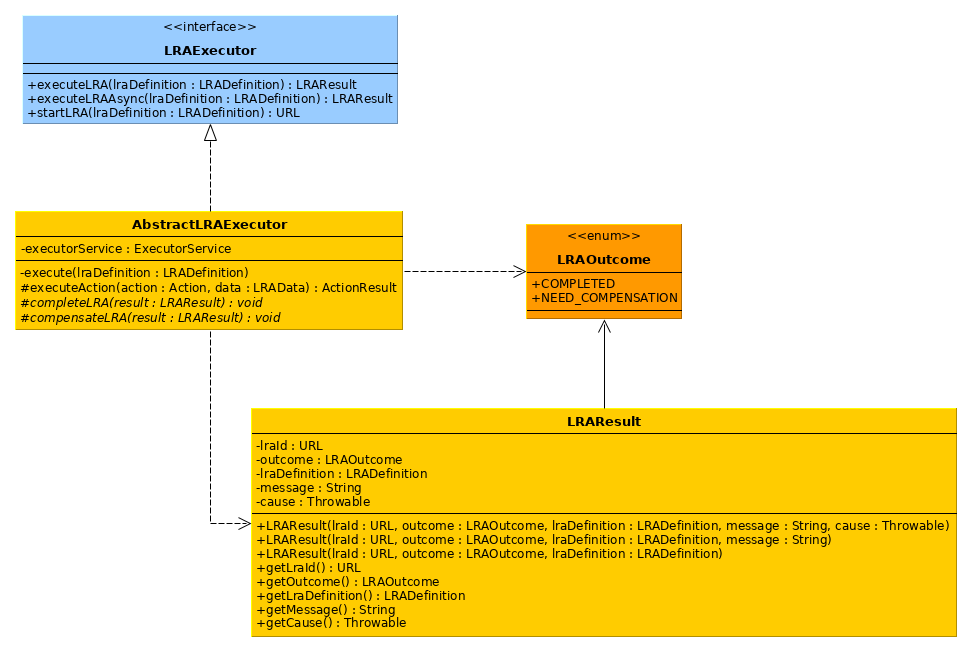 <<interface>>
LRAExecutor
+executeLRA(lraDefinition : LRADefinition) : LRAResult
+executeLRAAsync(lraDefinition : LRADefinition) : LRAResult
+startLRA(lraDefinition : LRADefinition) : URL
AbstractLRAExecutor
-executorService : ExecutorService
-execute(lraDefinition : LRADefinition)
#executeAction(action : Action, data : LRAData) : ActionResult
#completeLRA(result : LRAResult) : void
#compensateLRA(result : LRAResult) : void
<<enum>>
LRAOutcome
+COMPLETED
+NEED_COMPENSATION
LRAResult
-lraId : URL
-outcome : LRAOutcome
-lraDefinition : LRADefinition
-message : String
-cause : Throwable
+LRAResult(lraId : URL, outcome : LRAOutcome, lraDefinition : LRADefinition, message : String, cause : Throwable)
+LRAResult(lraId : URL, outcome : LRAOutcome, lraDefinition : LRADefinition, message : String)
+LRAResult(lraId : URL, outcome : LRAOutcome, lraDefinition : LRADefinition)
+getLraId() : URL
+getOutcome() : LRAOutcome
+getLraDefinition() : LRADefinition
+getMessage() : String
+getCause() : Throwable